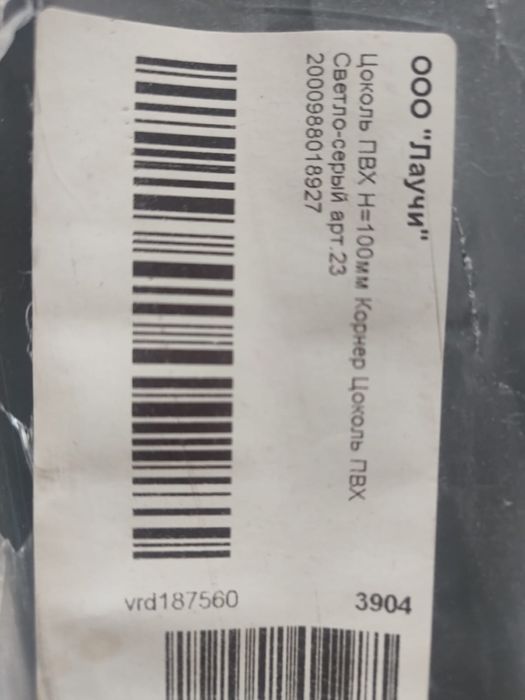 ООО "Лаучи"
Цоколь ПВХ Н=100мм Корнер Цоколь ПВХ
Светло-серый арт.23
2000988018927
vrd187560
3904